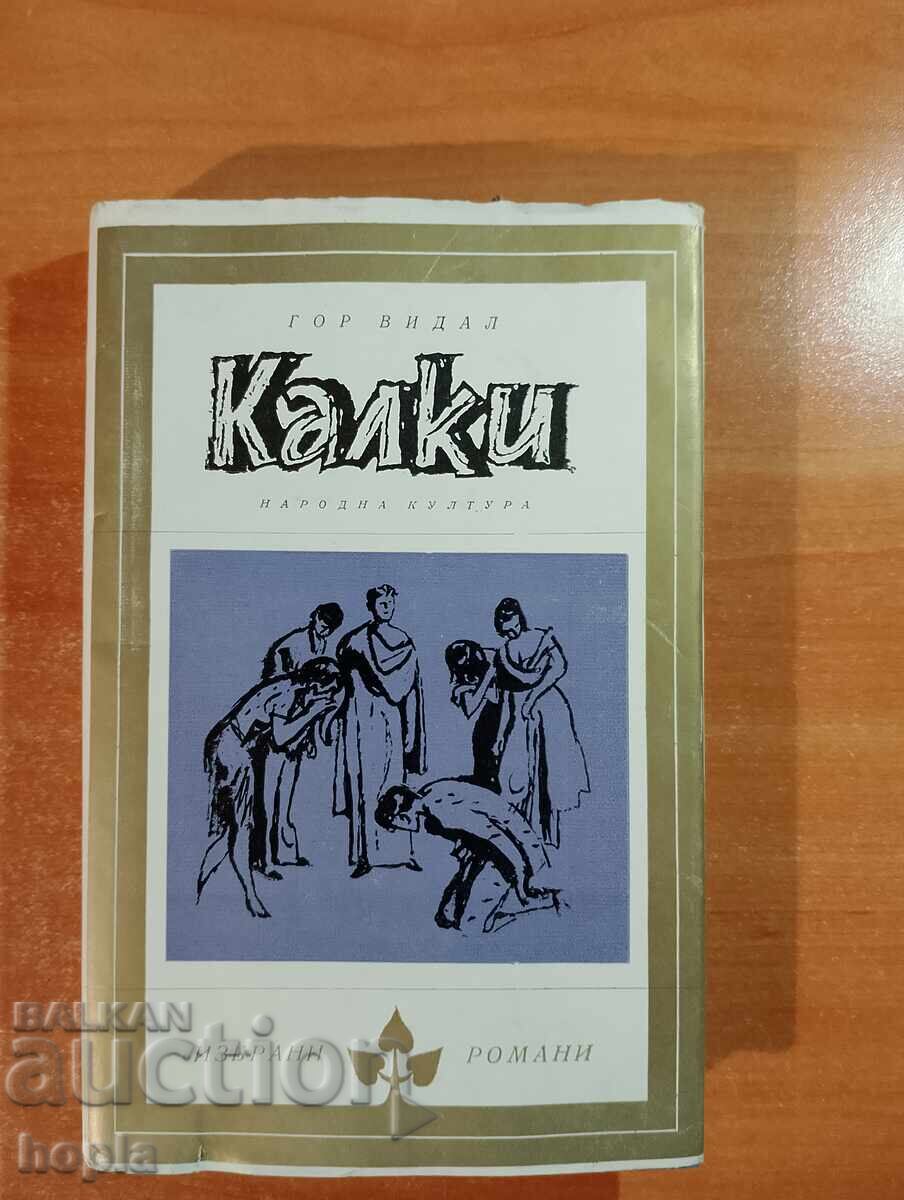 ГОР ВИДАЛ
Калки
НАРОДНА КУЛТУРА
ИЗБРАНИ РОМАНИ
BALKAN
auction
hopla